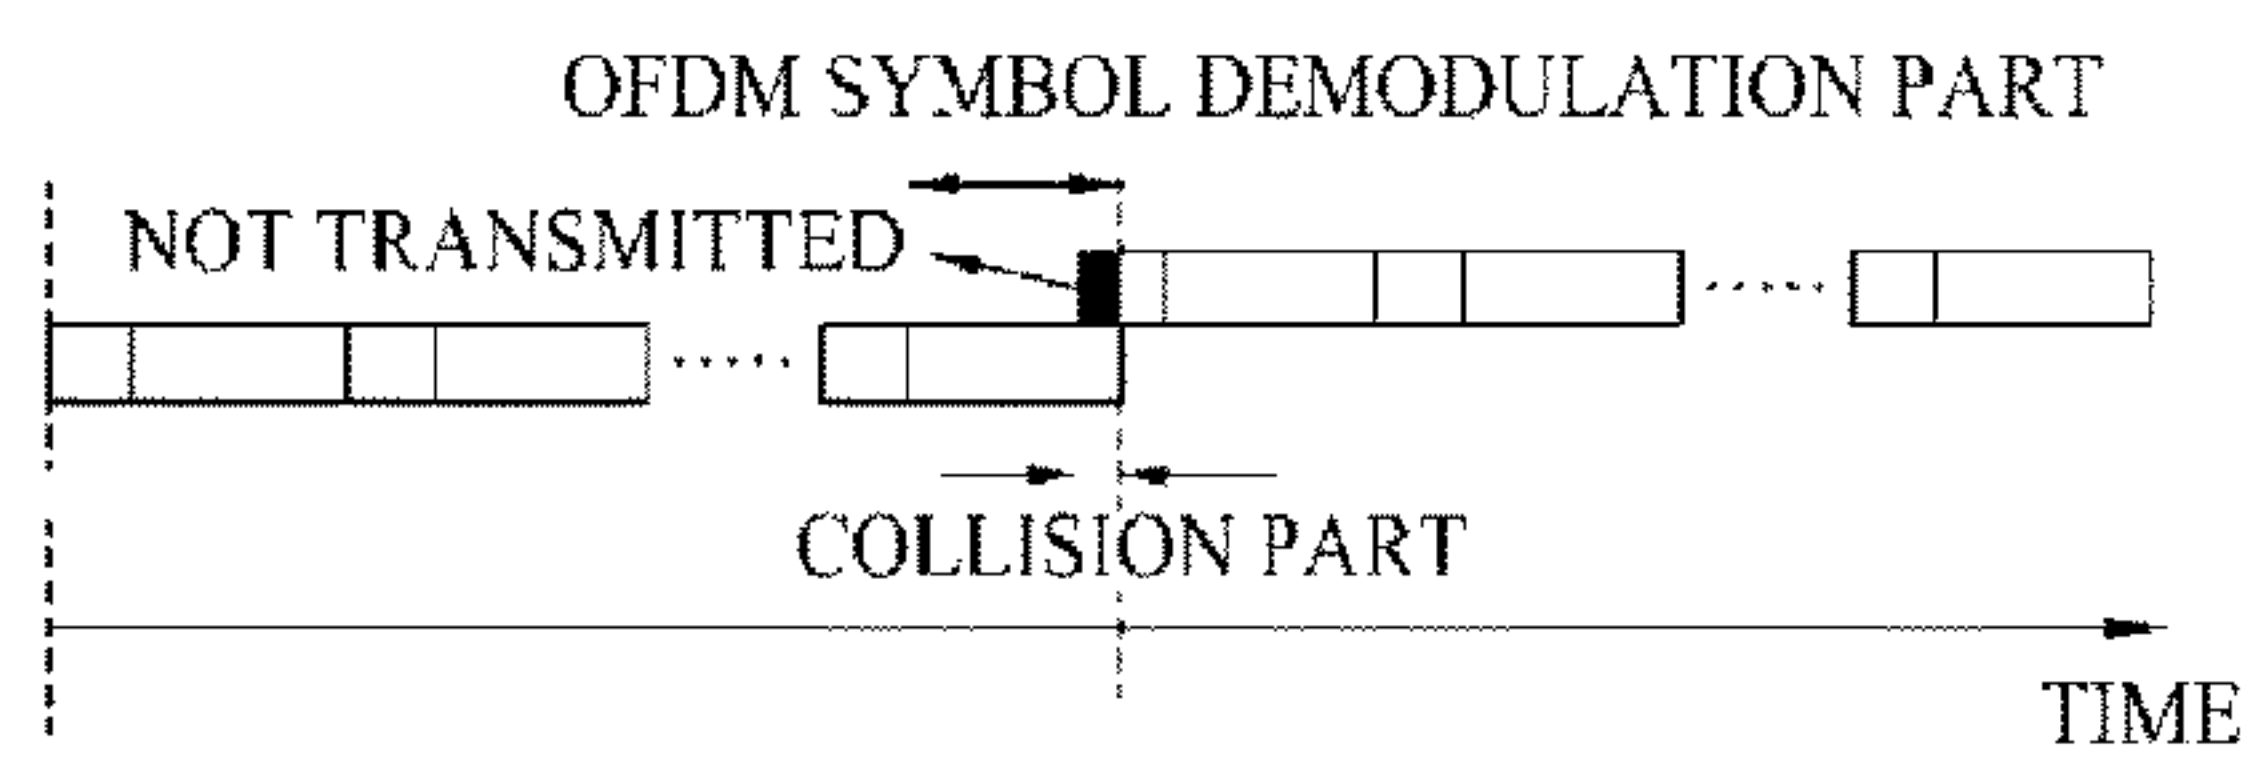 OFDM SYMBOL DEMODULATION PART
NOT TRANSMITTED
COLLISION PART
TIME